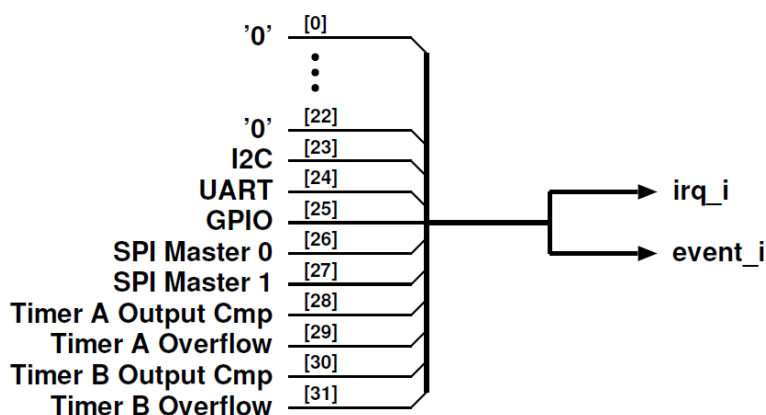 '0' [0]
'0' [22]
I2C [23]
UART [24]
GPIO [25]
SPI Master 0 [26]
SPI Master 1 [27]
Timer A Output Cmp [28]
Timer A Overflow [29]
Timer B Output Cmp [30]
Timer B Overflow [31]
irq_i
event_i